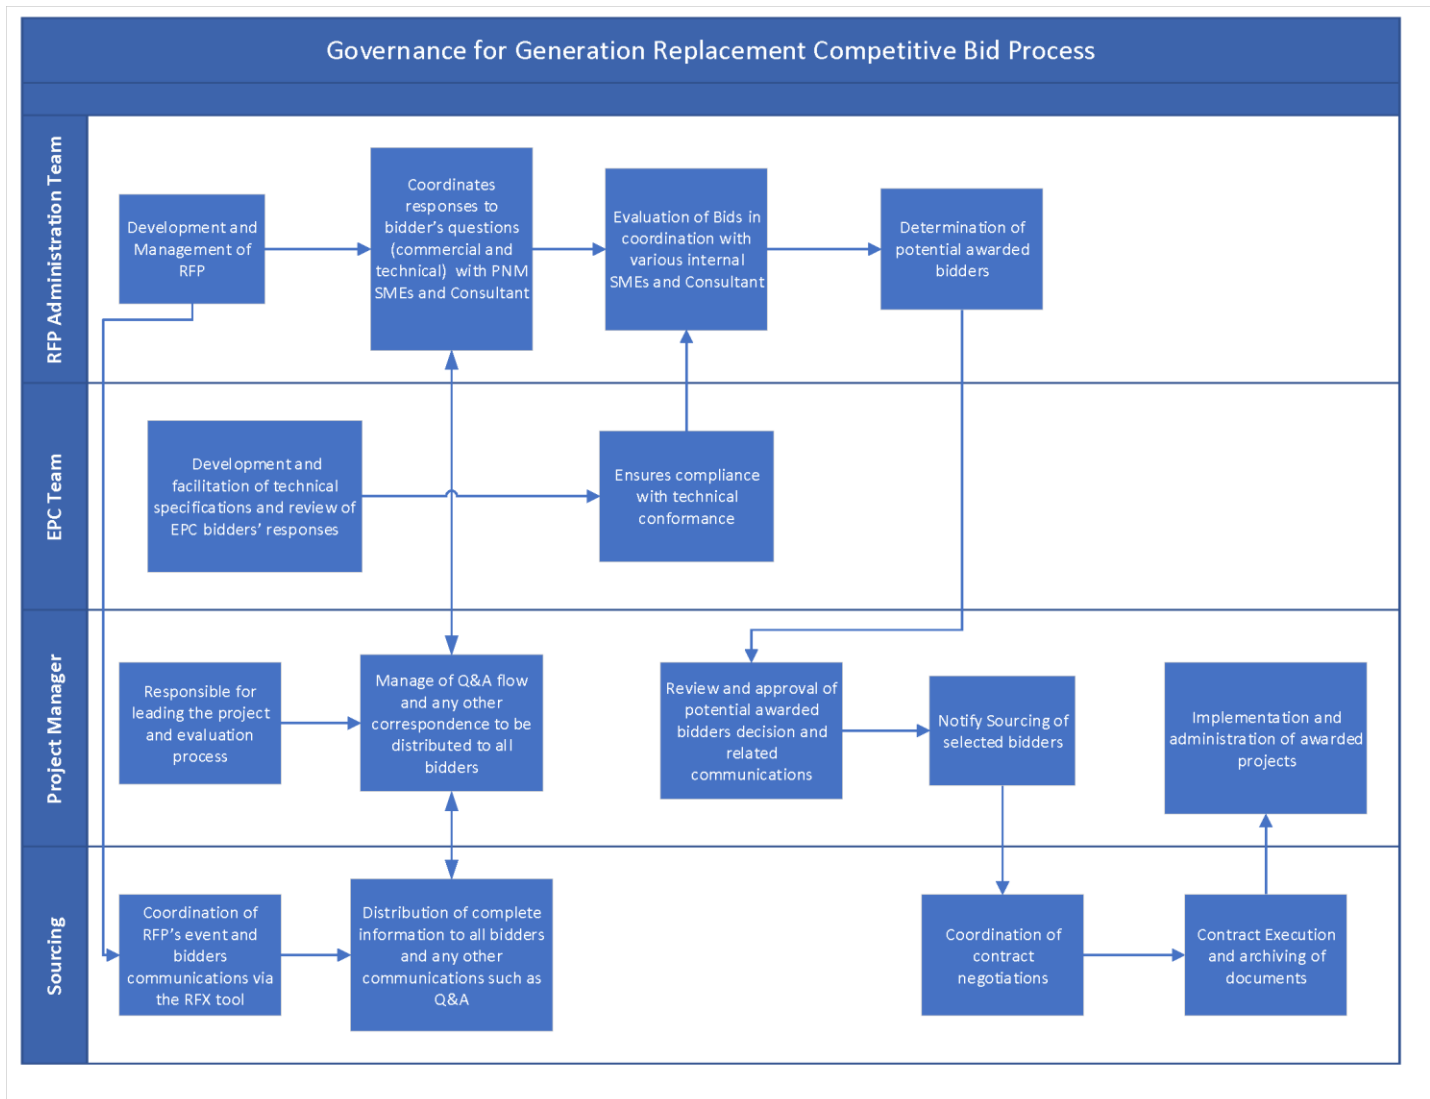 Governance for Generation Replacement Competitive Bid Process
RFP Administration Team
Development and
Management of
RFP
Coordinates
responses to
bidder's questions
(commercial and
technical) with PNM
SMEs and Consultant
Evaluation of Bids in
coordination with
various internal
SMEs and Consultant
Determination of
potential awarded
bidders
EPC Team
Development and
facilitation of technical
specifications and review of
EPC bidders' responses
Ensures compliance
with technical
conformance
Project Manager
Responsible for
leading the project
and evaluation
process
Manage of Q&A flow
and any other
correspondence to be
distributed to all
bidders
Review and approval of
potential awarded
bidders decision and
related
communications
Notify Sourcing of
selected bidders
Implementation and
administration of awarded
projects
Sourcing
Coordination of
RFP's event and
bidders
communications via
the RFX tool
Distribution of complete
information to all bidders
and any other
communications such as
Q&A
Coordination of
contract
negotiations
Contract Execution
and archiving of
documents